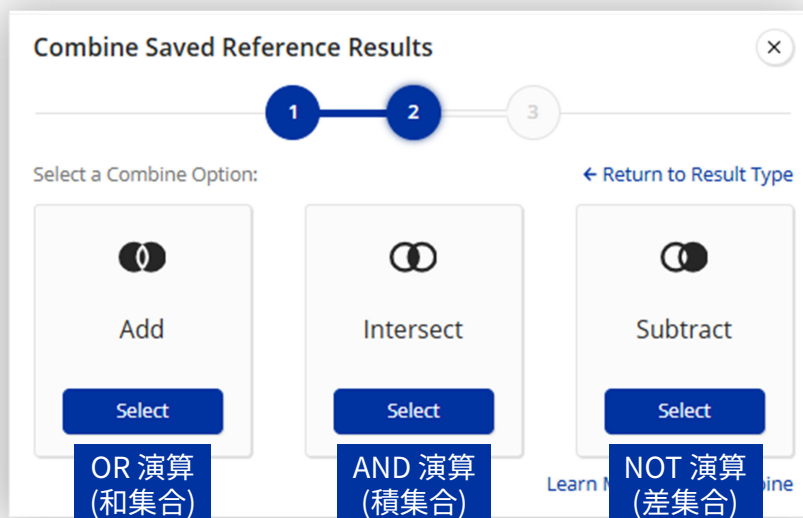 Combine Saved Reference Results
1 2 3
Select a Combine Option:
← Return to Result Type
Add
Intersect
Subtract
Select
Select
Select
OR 演算
(和集合)
AND 演算
(積集合)
NOT 演算
(差集合)
Learn